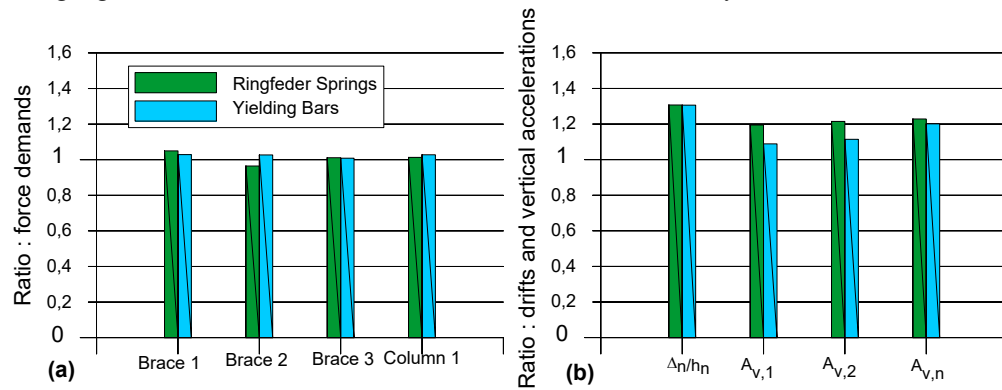 1,6
1,4
1,2
1
0,8
0,6
0,4
0,2
0
Ratio : force demands
Ringfeder Springs
Yielding Bars
Brace 1
Brace 2
Brace 3
Column 1
(a)
1,6
1,4
1,2
1
0,8
0,6
0,4
0,2
0
Ratio : drifts and vertical accelerations
Δn/hn
Av,1
Av,2
Av,n
(b)